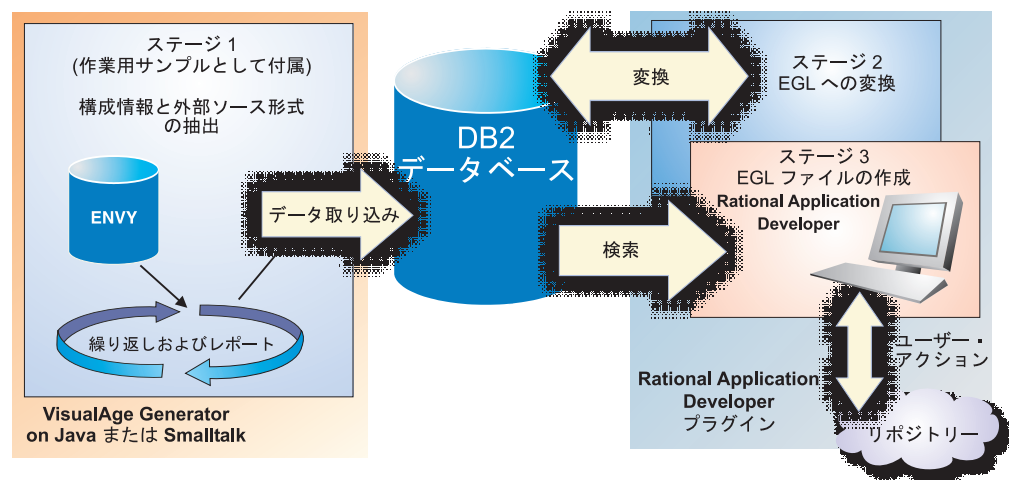 ステージ 1
(作業用サンプルとして付属)
構成情報と外部ソース形式
の抽出
ENVY
繰り返しおよびレポート
VisualAge Generator
on Java または Smalltalk
データ取り込み
DB2
データベース
変換
検索
ステージ 2
EGL への変換
ステージ 3
EGL ファイルの作成
Rational Application
Developer
ユーザー・
アクション
Rational Application
Developer
プラグイン
リポジトリー